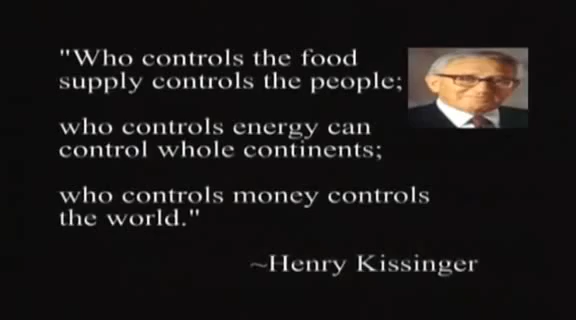 "Who controls the food
supply controls the people;
who controls energy can
control whole continents;
who controls money controls
the world."
~Henry Kissinger